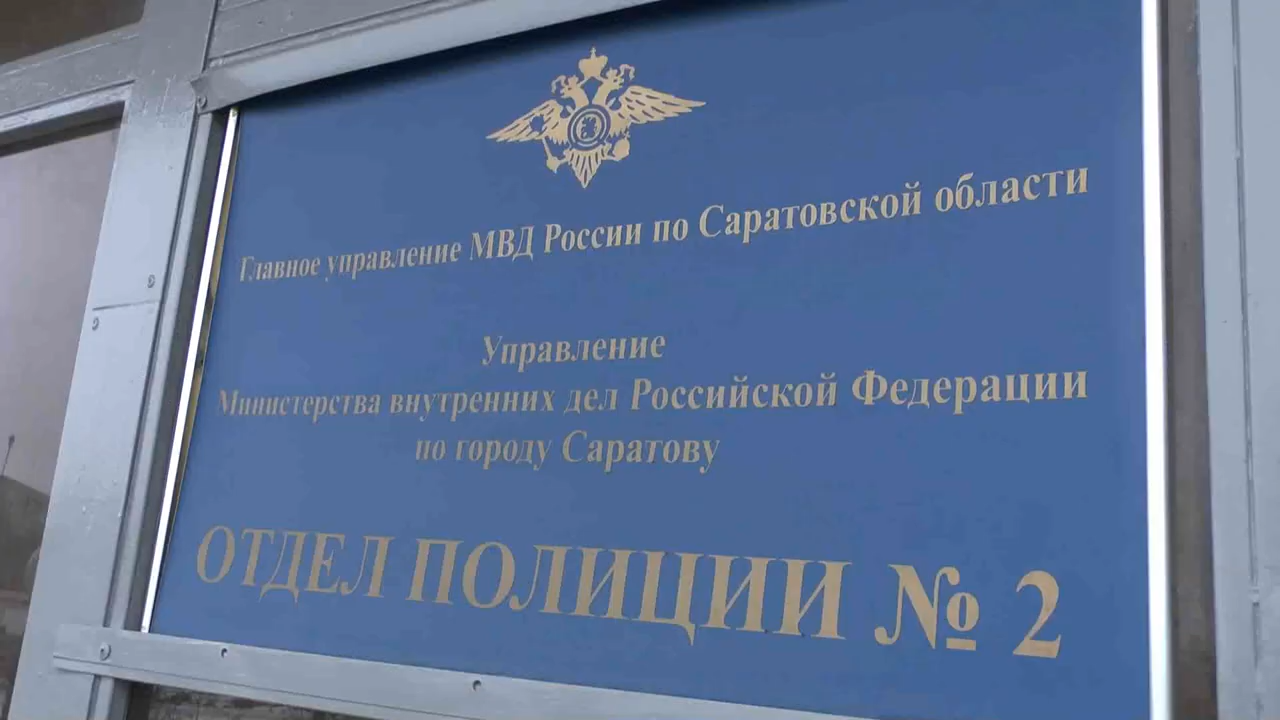 Главное управление МВД России по Саратовской области
Управление
Министерства внутренних дел Российской Федерации
по городу Саратову
ОТДЕЛ ПОЛИЦИИ № 2